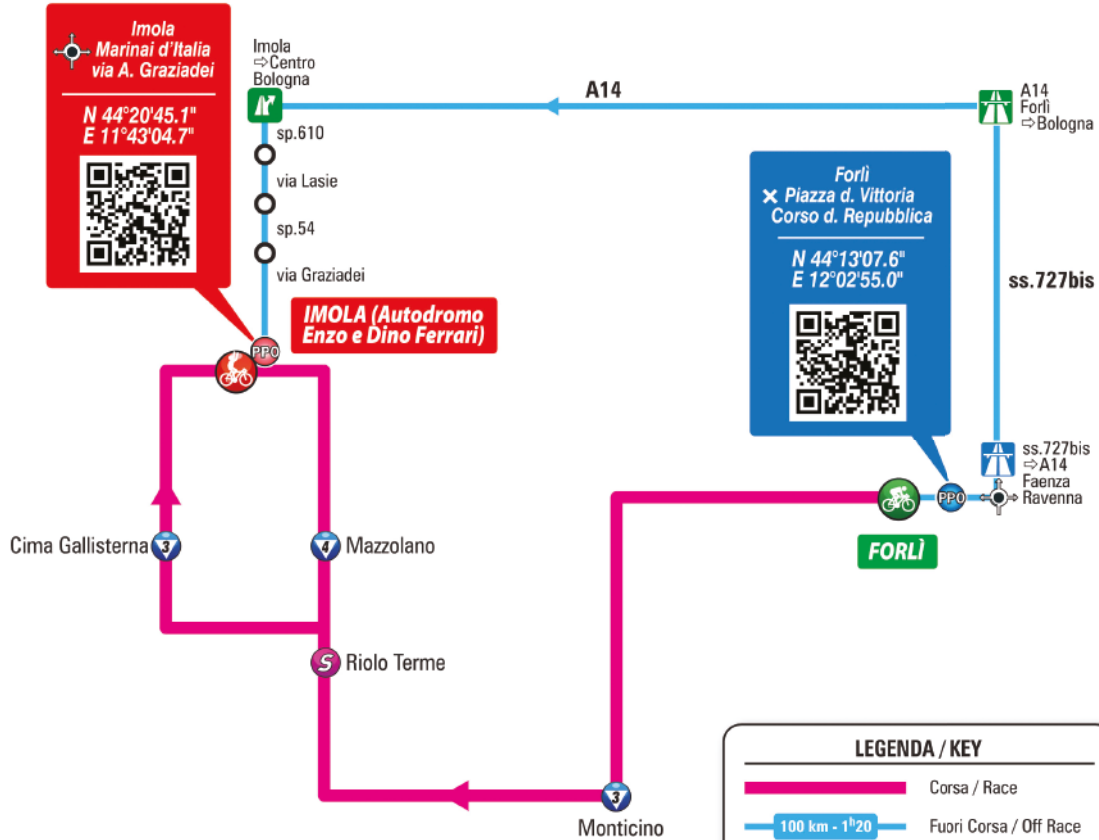 Imola
Marinai d'Italia
via A. Graziadei
N 44°20'45.1"
E 11°43'04.7"
Imola
⇨Centro
Bologna
A14
A14
Forlì
⇨Bologna
sp.610
via Lasie
sp.54
via Graziadei
Forlì
Piazza d. Vittoria
Corso d. Repubblica
N 44°13'07.6"
E 12°02'55.0"
ss.727bis
IMOLA (Autodromo
Enzo e Dino Ferrari)
PPO
ss.727bis
⇨A14
Faenza
Ravenna
PPO
FORLÌ
Cima Gallisterna
3
4
Mazzolano
S
Riolo Terme
3
Monticino
LEGENDA / KEY
Corsa / Race
100 km - 1h20
Fuori Corsa / Off Race